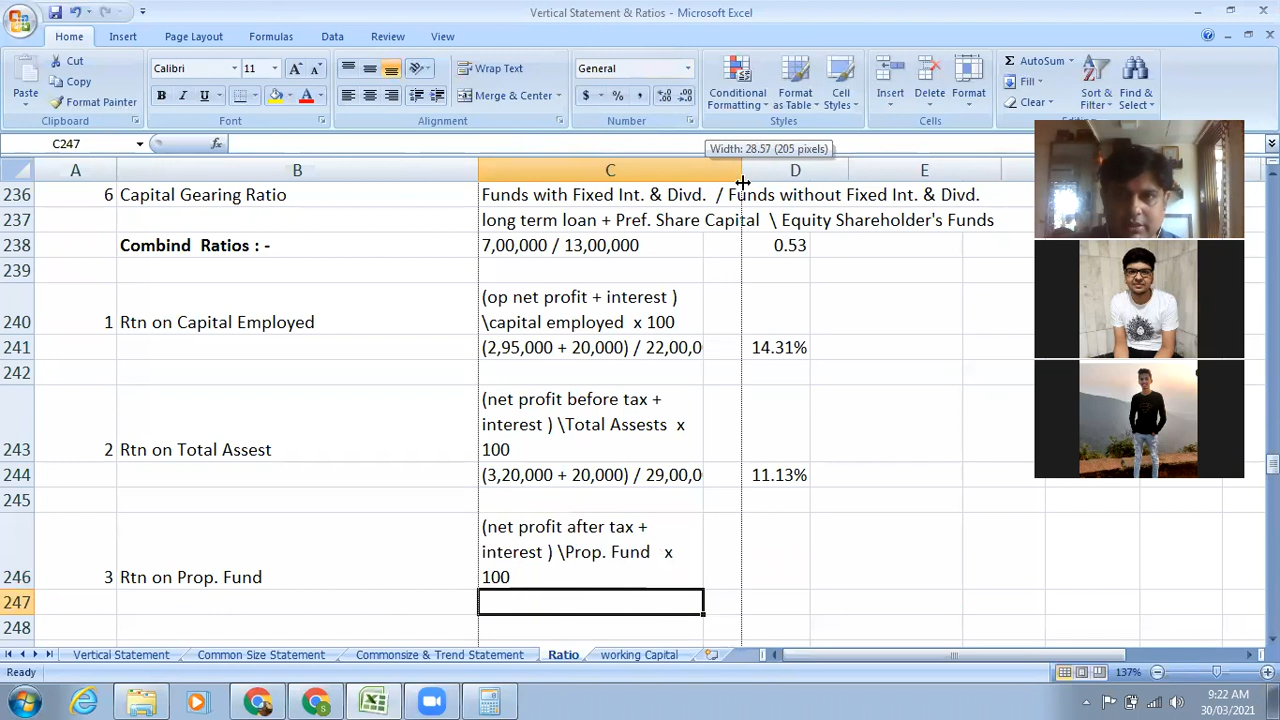 Vertical Statement & Ratios - Microsoft Excel
Home Insert Page Layout Formulas Data Review View
Paste Cut Copy Format Painter Clipboard
Calibri 11 A A B I U A Font
Wrap Text Merge & Center Alignment
General $ % , Number
Conditional Formatting Format as Table Cell Styles Styles
Insert Delete Format Cells
Σ AutoSum Fill Clear Sort & Filter Find & Select Editing
C247 fx
Width: 28.57 (205 pixels)
A B C D E
236 6 Capital Gearing Ratio Funds with Fixed Int. & Divd. / Funds without Fixed Int. & Divd.
237 long term loan + Pref. Share Capital \ Equity Shareholder's Funds
238 Combind Ratios : - 7,00,000 / 13,00,000 0.53
239
(op net profit + interest )
240 1 Rtn on Capital Employed \capital employed x 100
241 (2,95,000 + 20,000) / 22,00,0 14.31%
242
(net profit before tax +
interest ) \Total Assests x
243 2 Rtn on Total Assest 100
244 (3,20,000 + 20,000) / 29,00,0 11.13%
245
(net profit after tax +
interest ) \Prop. Fund x
246 3 Rtn on Prop. Fund 100
247
248
Vertical Statement Common Size Statement Commonsize & Trend Statement Ratio working Capital
Ready 137%
9:22 AM
30/03/2021